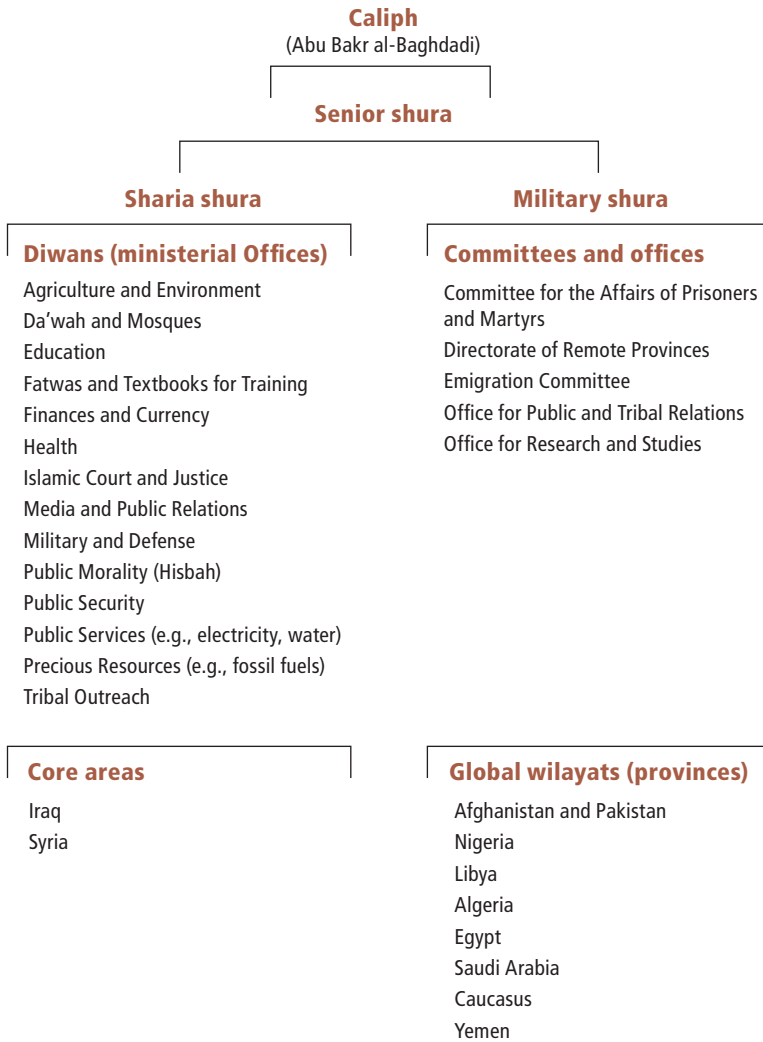 Caliph
(Abu Bakr al-Baghdadi)
Senior shura
Sharia shura
Military shura
Diwans (ministerial Offices)
Agriculture and Environment
Da’wah and Mosques
Education
Fatwas and Textbooks for Training
Finances and Currency
Health
Islamic Court and Justice
Media and Public Relations
Military and Defense
Public Morality (Hisbah)
Public Security
Public Services (e.g., electricity, water)
Precious Resources (e.g., fossil fuels)
Tribal Outreach
Committees and offices
Committee for the Affairs of Prisoners
and Martyrs
Directorate of Remote Provinces
Emigration Committee
Office for Public and Tribal Relations
Office for Research and Studies
Core areas
Iraq
Syria
Global wilayats (provinces)
Afghanistan and Pakistan
Nigeria
Libya
Algeria
Egypt
Saudi Arabia
Caucasus
Yemen